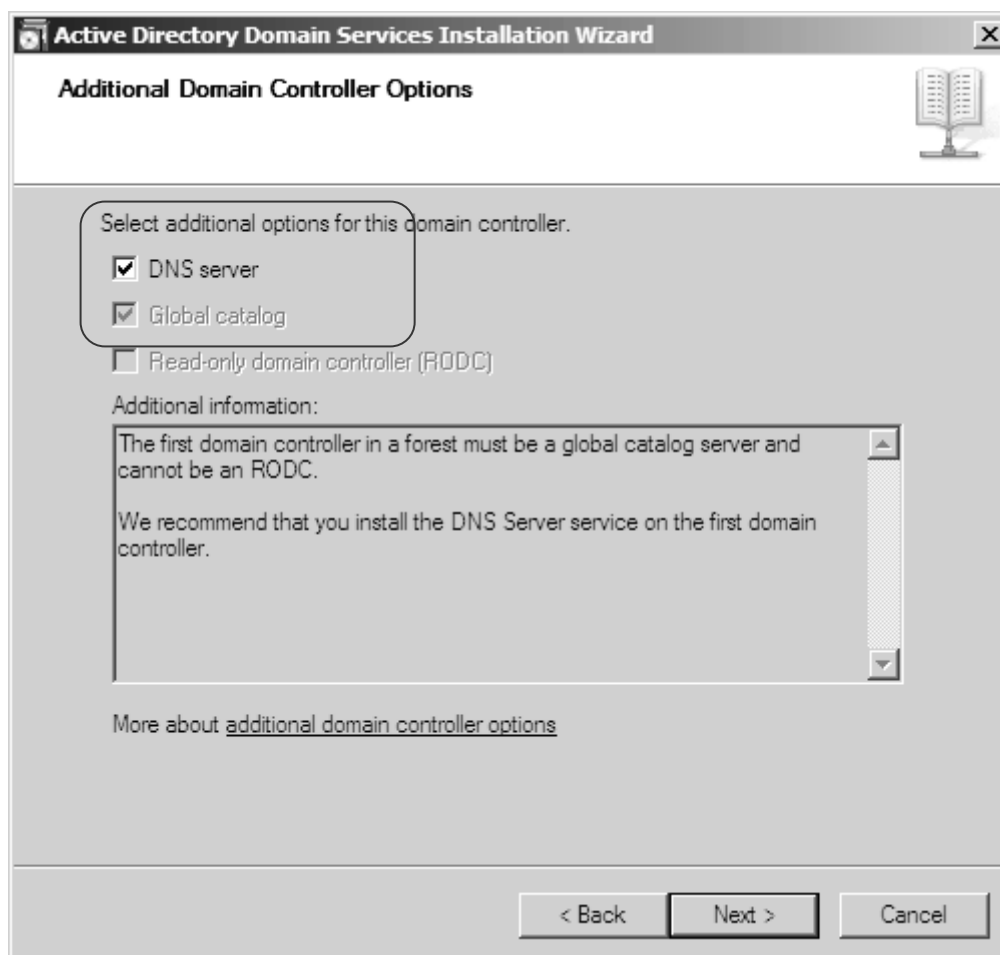 Active Directory Domain Services Installation Wizard
Additional Domain Controller Options
Select additional options for this domain controller.
DNS server
Global catalog
Read-only domain controller (RODC)
Additional information:
The first domain controller in a forest must be a global catalog server and
cannot be an RODC.
We recommend that you install the DNS Server service on the first domain
controller.
More about additional domain controller options
< Back
Next >
Cancel